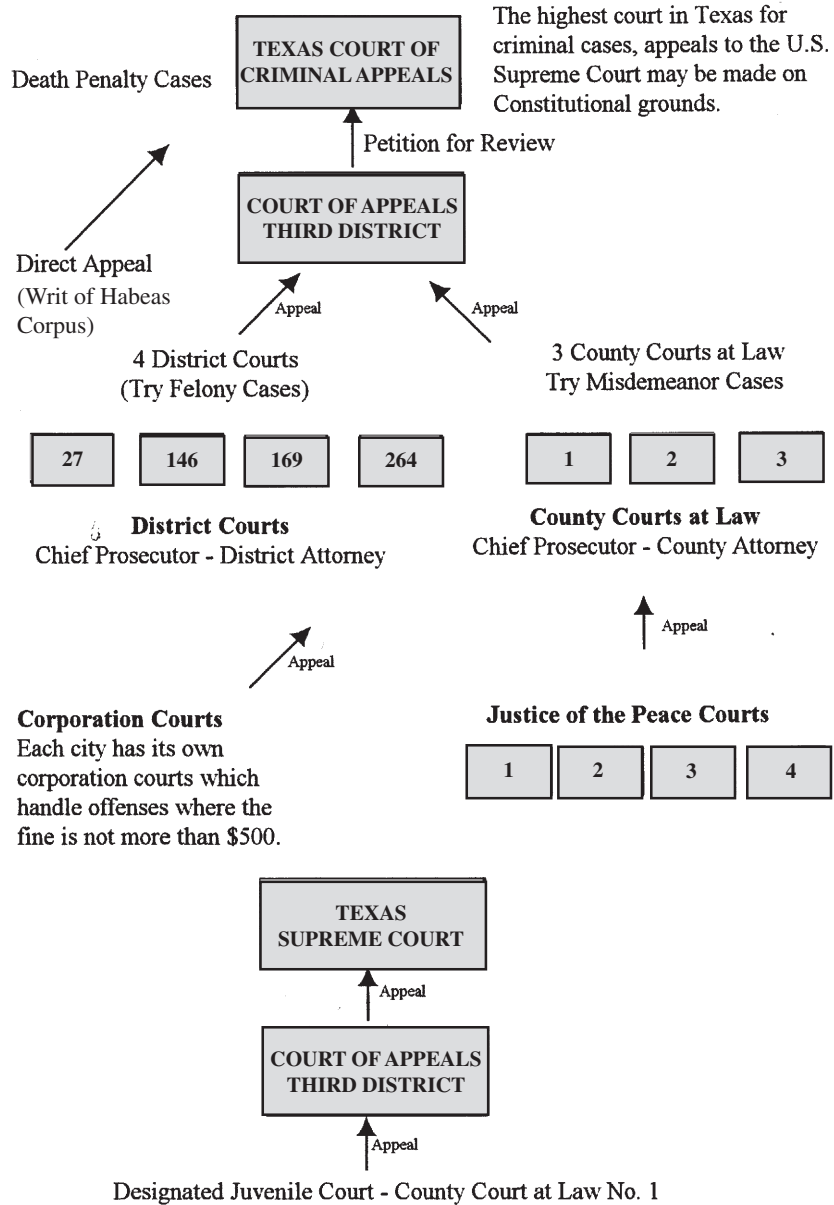 The highest court in Texas for
criminal cases, appeals to the U.S.
Supreme Court may be made on
Constitutional grounds.
TEXAS COURT OF
CRIMINAL APPEALS
Death Penalty Cases
Petition for Review
COURT OF APPEALS
THIRD DISTRICT
Direct Appeal
(Writ of Habeas
Corpus)
Appeal
Appeal
4 District Courts
(Try Felony Cases)
3 County Courts at Law
Try Misdemeanor Cases
27
146
169
264
1
2
3
District Courts
Chief Prosecutor - District Attorney
County Courts at Law
Chief Prosecutor - County Attorney
Appeal
Appeal
Corporation Courts
Each city has its own
corporation courts which
handle offenses where the
fine is not more than $500.
Justice of the Peace Courts
1
2
3
4
TEXAS
SUPREME COURT
Appeal
COURT OF APPEALS
THIRD DISTRICT
Appeal
Designated Juvenile Court - County Court at Law No. 1